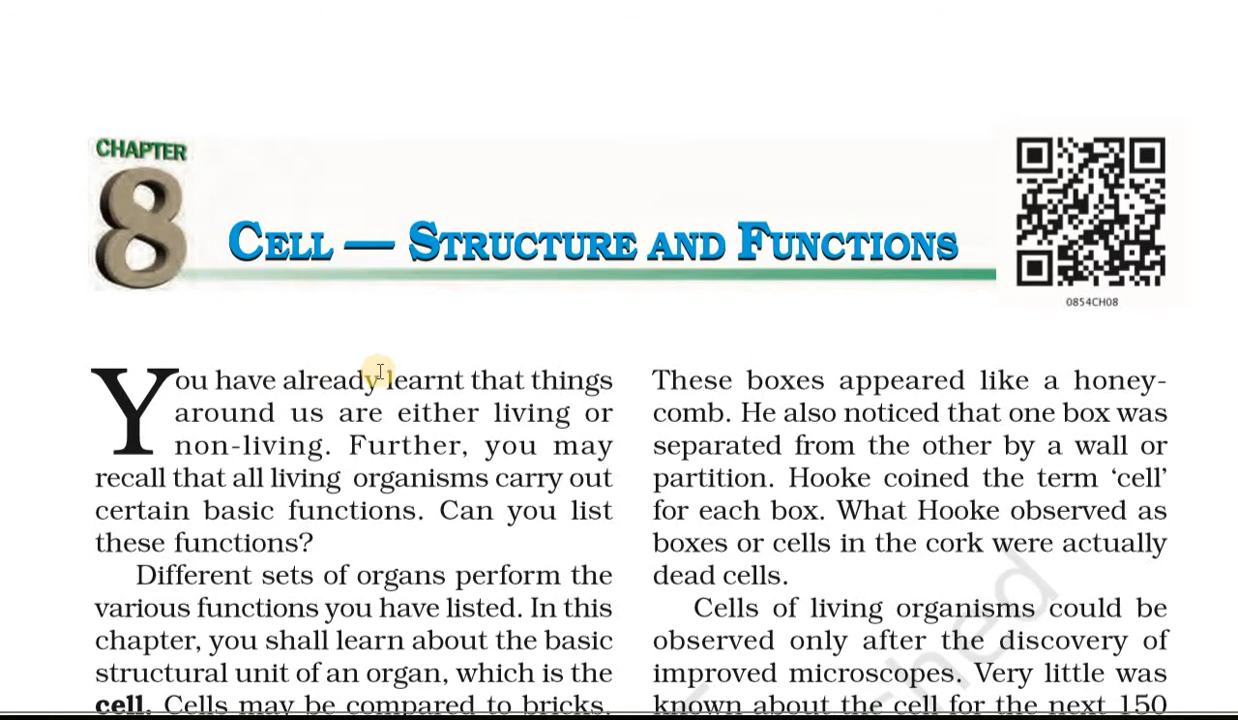 CHAPTER
8
CELL — STRUCTURE AND FUNCTIONS
0854CH08
You have already learnt that things
around us are either living or
non-living. Further, you may
recall that all living organisms carry out
certain basic functions. Can you list
these functions?
Different sets of organs perform the
various functions you have listed. In this
chapter, you shall learn about the basic
structural unit of an organ, which is the
cell. Cells may be compared to bricks.
These boxes appeared like a honey-
comb. He also noticed that one box was
separated from the other by a wall or
partition. Hooke coined the term ‘cell’
for each box. What Hooke observed as
boxes or cells in the cork were actually
dead cells.
Cells of living organisms could be
observed only after the discovery of
improved microscopes. Very little was
known about the cell for the next 150